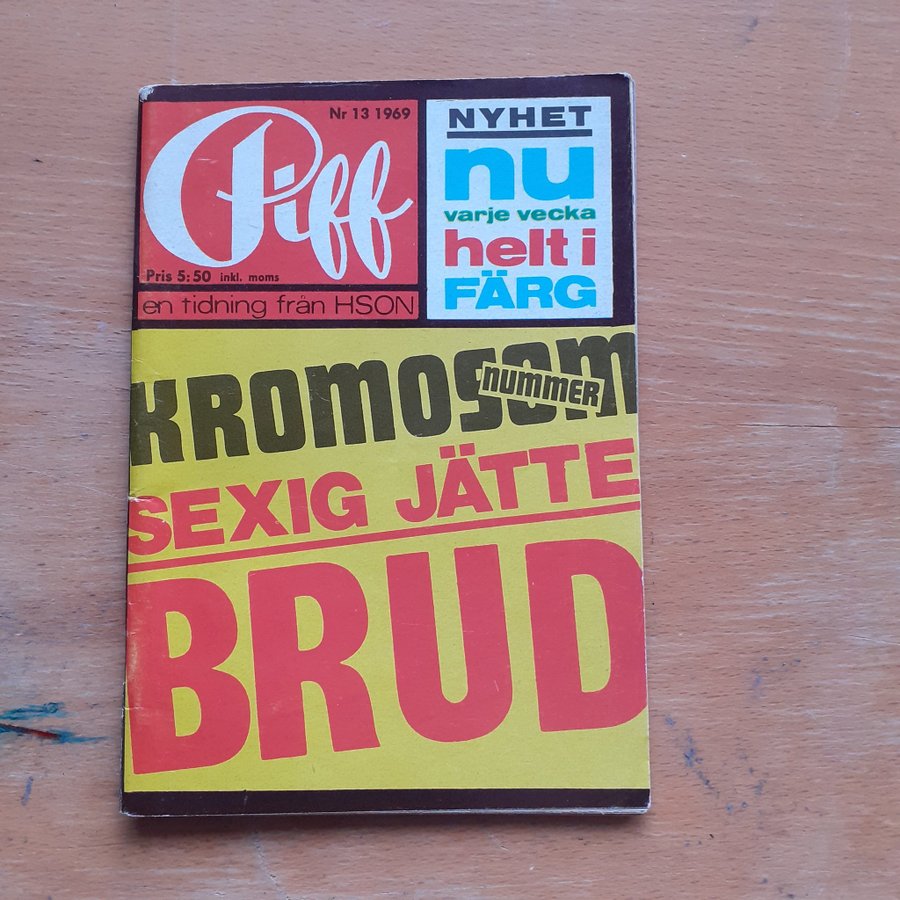 Nr 13 1969
Piff
Pris 5:50 inkl. moms
en tidning från HSON
NYHET
nu
varje vecka
helt i
FÄRG
KROMOSOM
NUMMER
SEXIG JÄTTE
BRUD